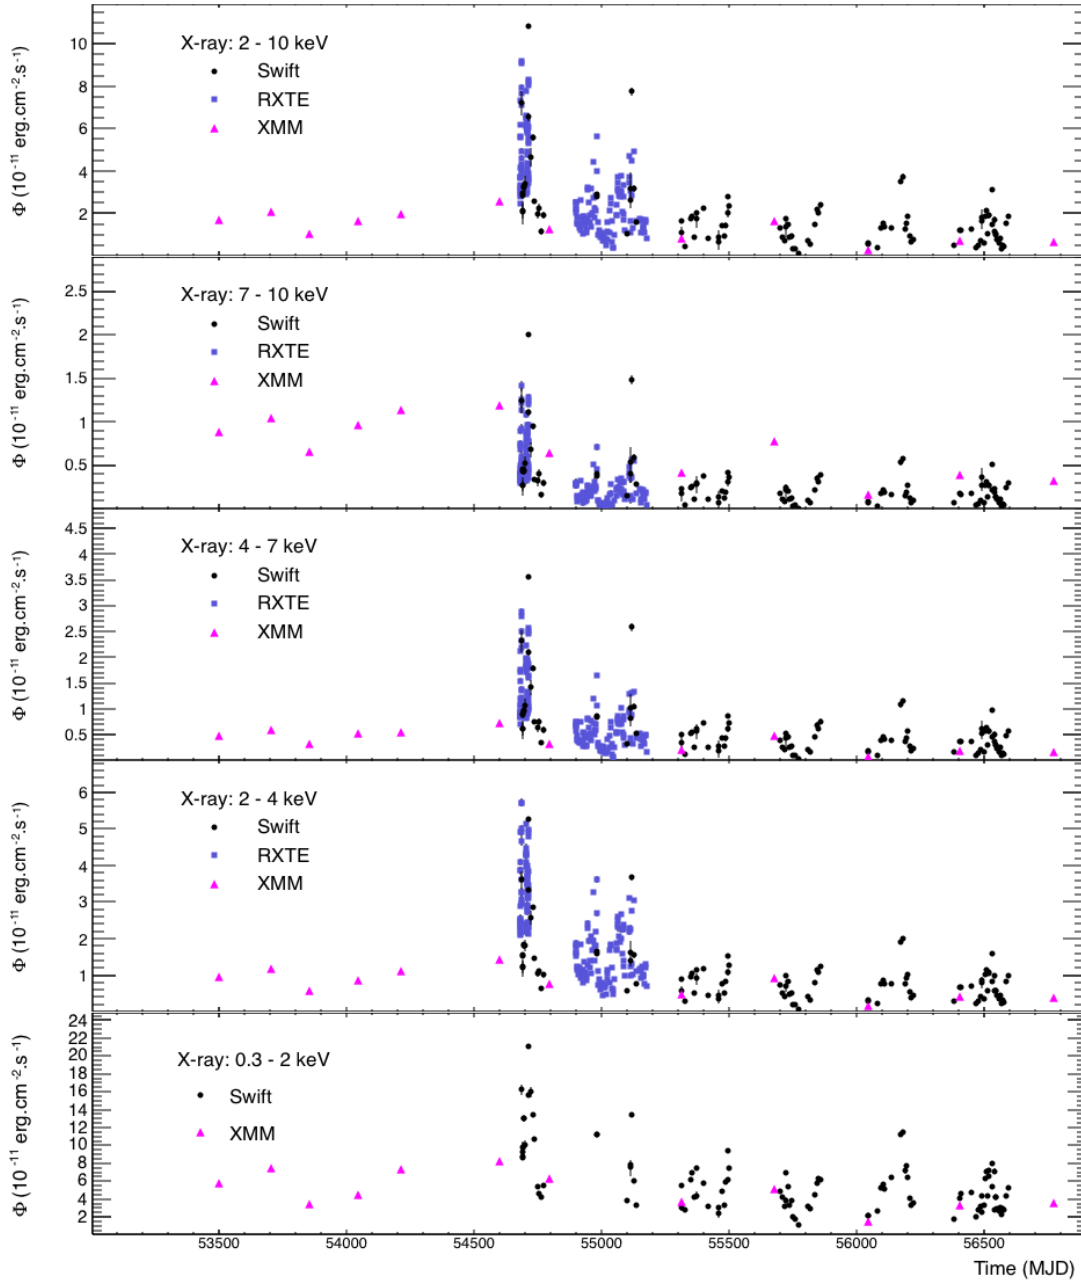 Φ (10⁻¹¹ erg.cm⁻².s⁻¹)
X-ray: 2 - 10 keV
Swift
RXTE
XMM
10
8
6
4
2
Φ (10⁻¹¹ erg.cm⁻².s⁻¹)
X-ray: 7 - 10 keV
Swift
RXTE
XMM
2.5
2
1.5
1
0.5
Φ (10⁻¹¹ erg.cm⁻².s⁻¹)
X-ray: 4 - 7 keV
Swift
RXTE
XMM
4.5
4
3.5
3
2.5
2
1.5
1
0.5
Φ (10⁻¹¹ erg.cm⁻².s⁻¹)
X-ray: 2 - 4 keV
Swift
RXTE
XMM
6
5
4
3
2
1
Φ (10⁻¹¹ erg.cm⁻².s⁻¹)
X-ray: 0.3 - 2 keV
Swift
XMM
24
22
20
18
16
14
12
10
8
6
4
2
53500 54000 54500 55000 55500 56000 56500
Time (MJD)